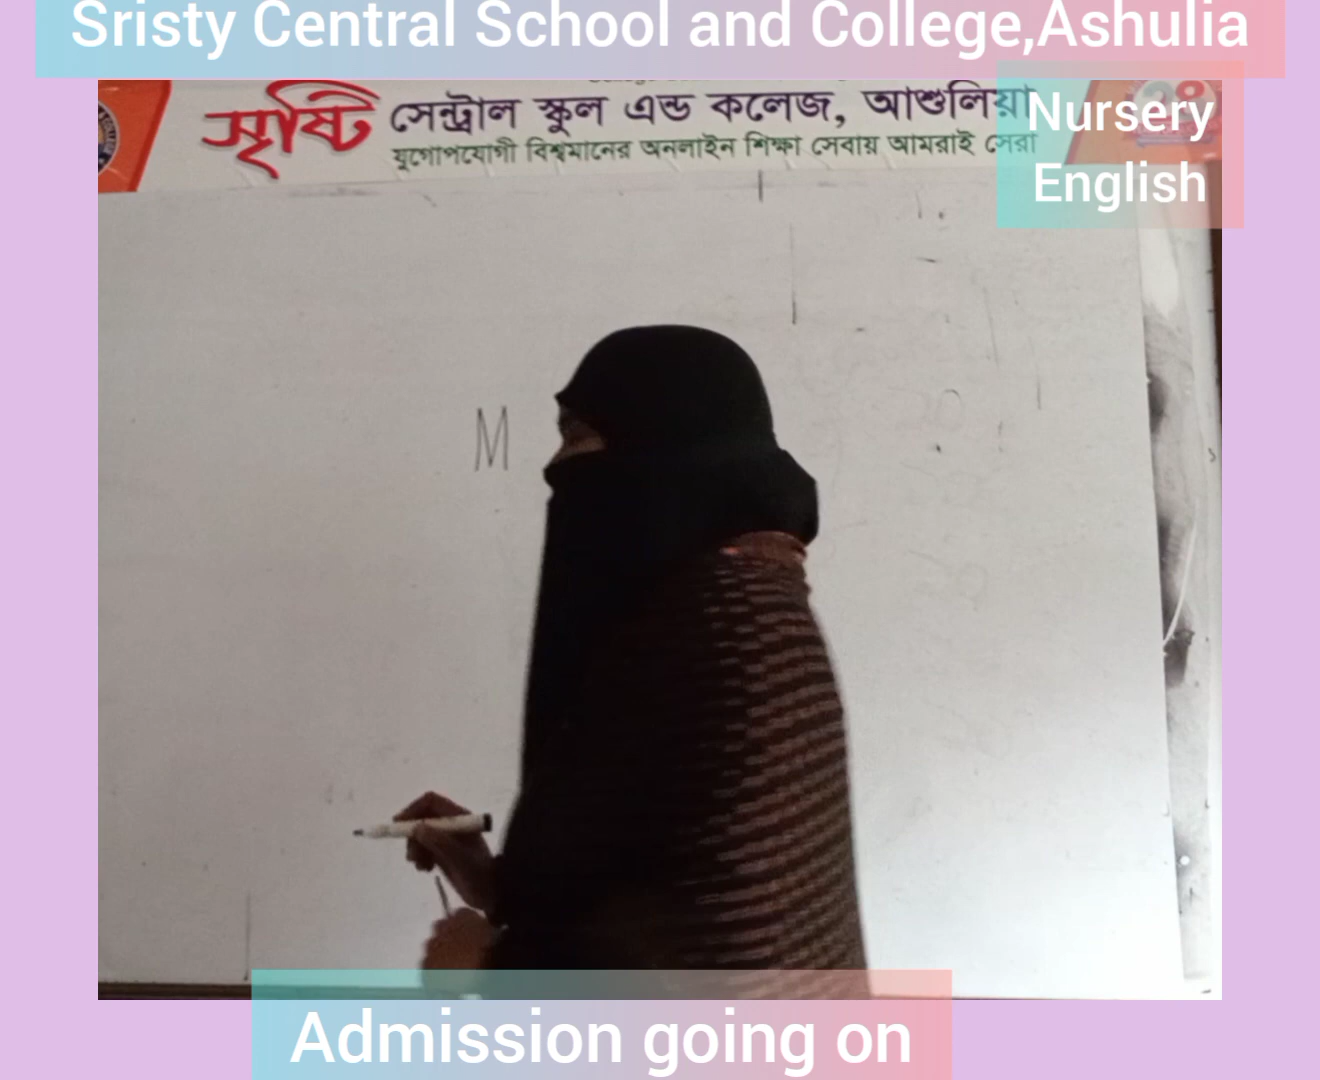 Sristy Central School and College,Ashulia
সৃষ্টি সেন্ট্রাল স্কুল এন্ড কলেজ, আশুলিয়া
যুগোপযোগী বিশ্বমানের অনলাইন শিক্ষা সেবায় আমরাই সেরা
Nursery
English
M
Admission going on